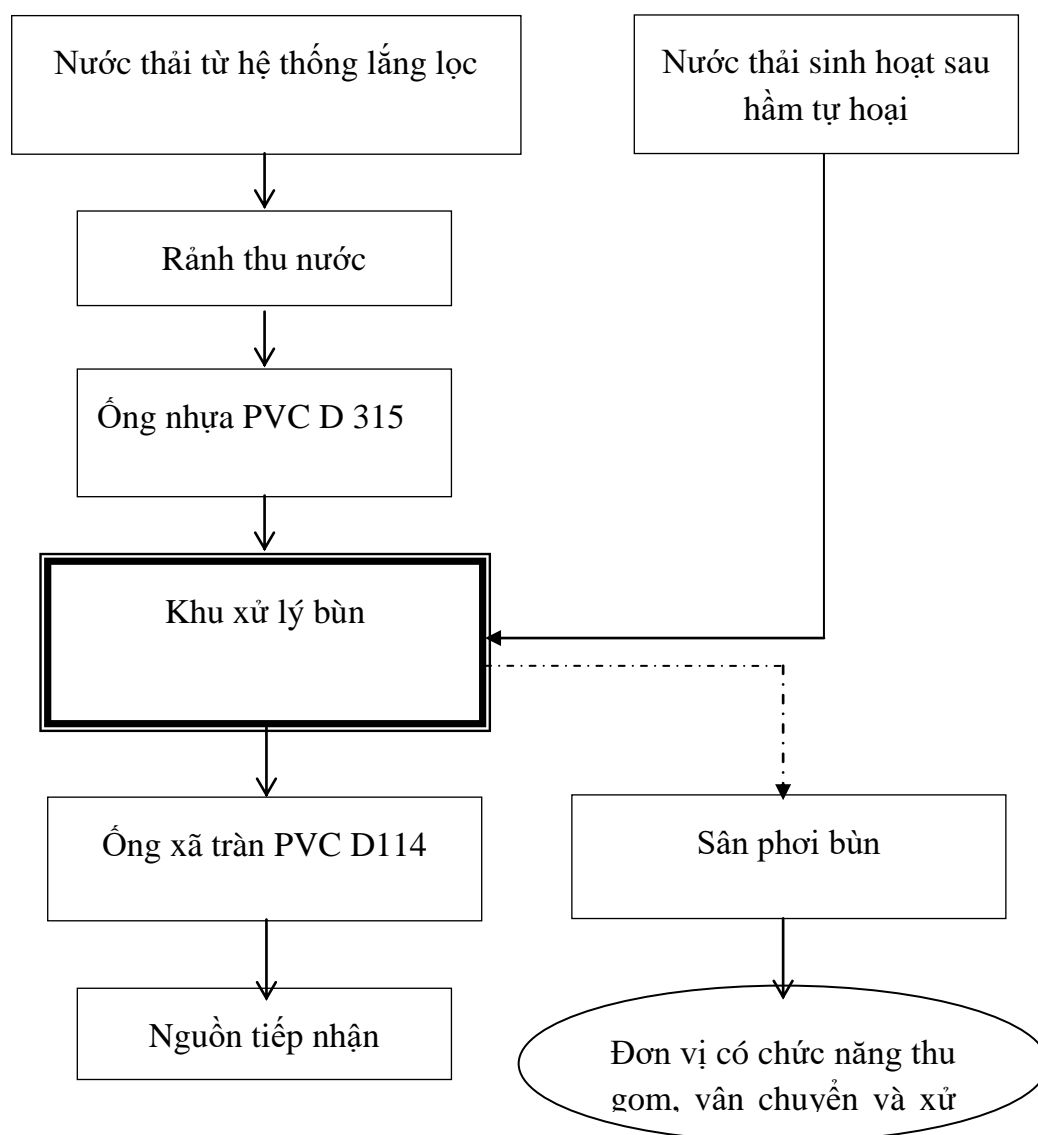 Nước thải từ hệ thống lắng lọc
Nước thải sinh hoạt sau
hầm tự hoại
Rảnh thu nước
Ống nhựa PVC D 315
Khu xử lý bùn
Ống xã tràn PVC D114
Sân phơi bùn
Nguồn tiếp nhận
Đơn vị có chức năng thu
gom, vận chuyển và xử